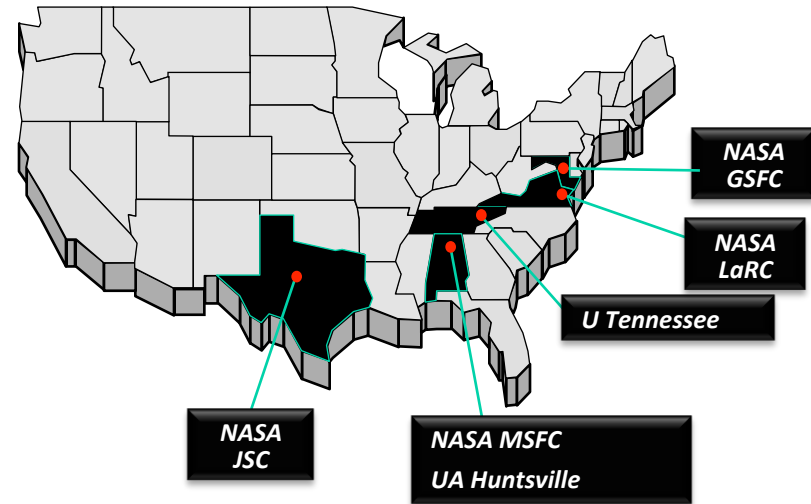 NASA
GSFC
NASA
LaRC
U Tennessee
NASA
JSC
NASA MSFC
UA Huntsville